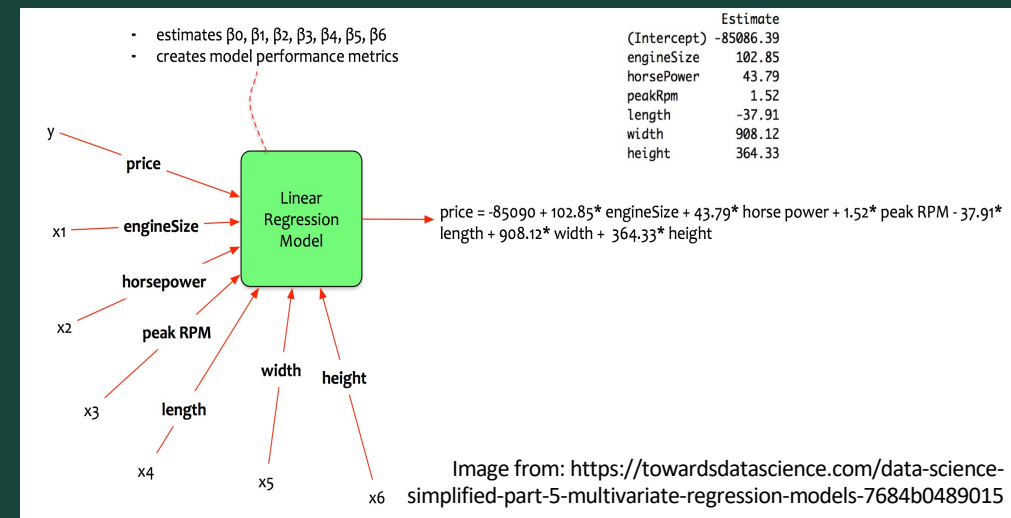 - estimates β0, β1, β2, β3, β4, β5, β6
- creates model performance metrics
Estimate
(Intercept) -85086.39
engineSize 102.85
horsePower 43.79
peakRpm 1.52
length -37.91
width 908.12
height 364.33
y
price
x1
engineSize
horsepower
x2
peak RPM
x3
length
x4
width
x5
height
x6
Linear
Regression
Model
price = -85090 + 102.85* engineSize + 43.79* horse power + 1.52* peak RPM - 37.91*
length + 908.12* width + 364.33* height
Image from: https://towardsdatascience.com/data-science-
simplified-part-5-multivariate-regression-models-7684b0489015